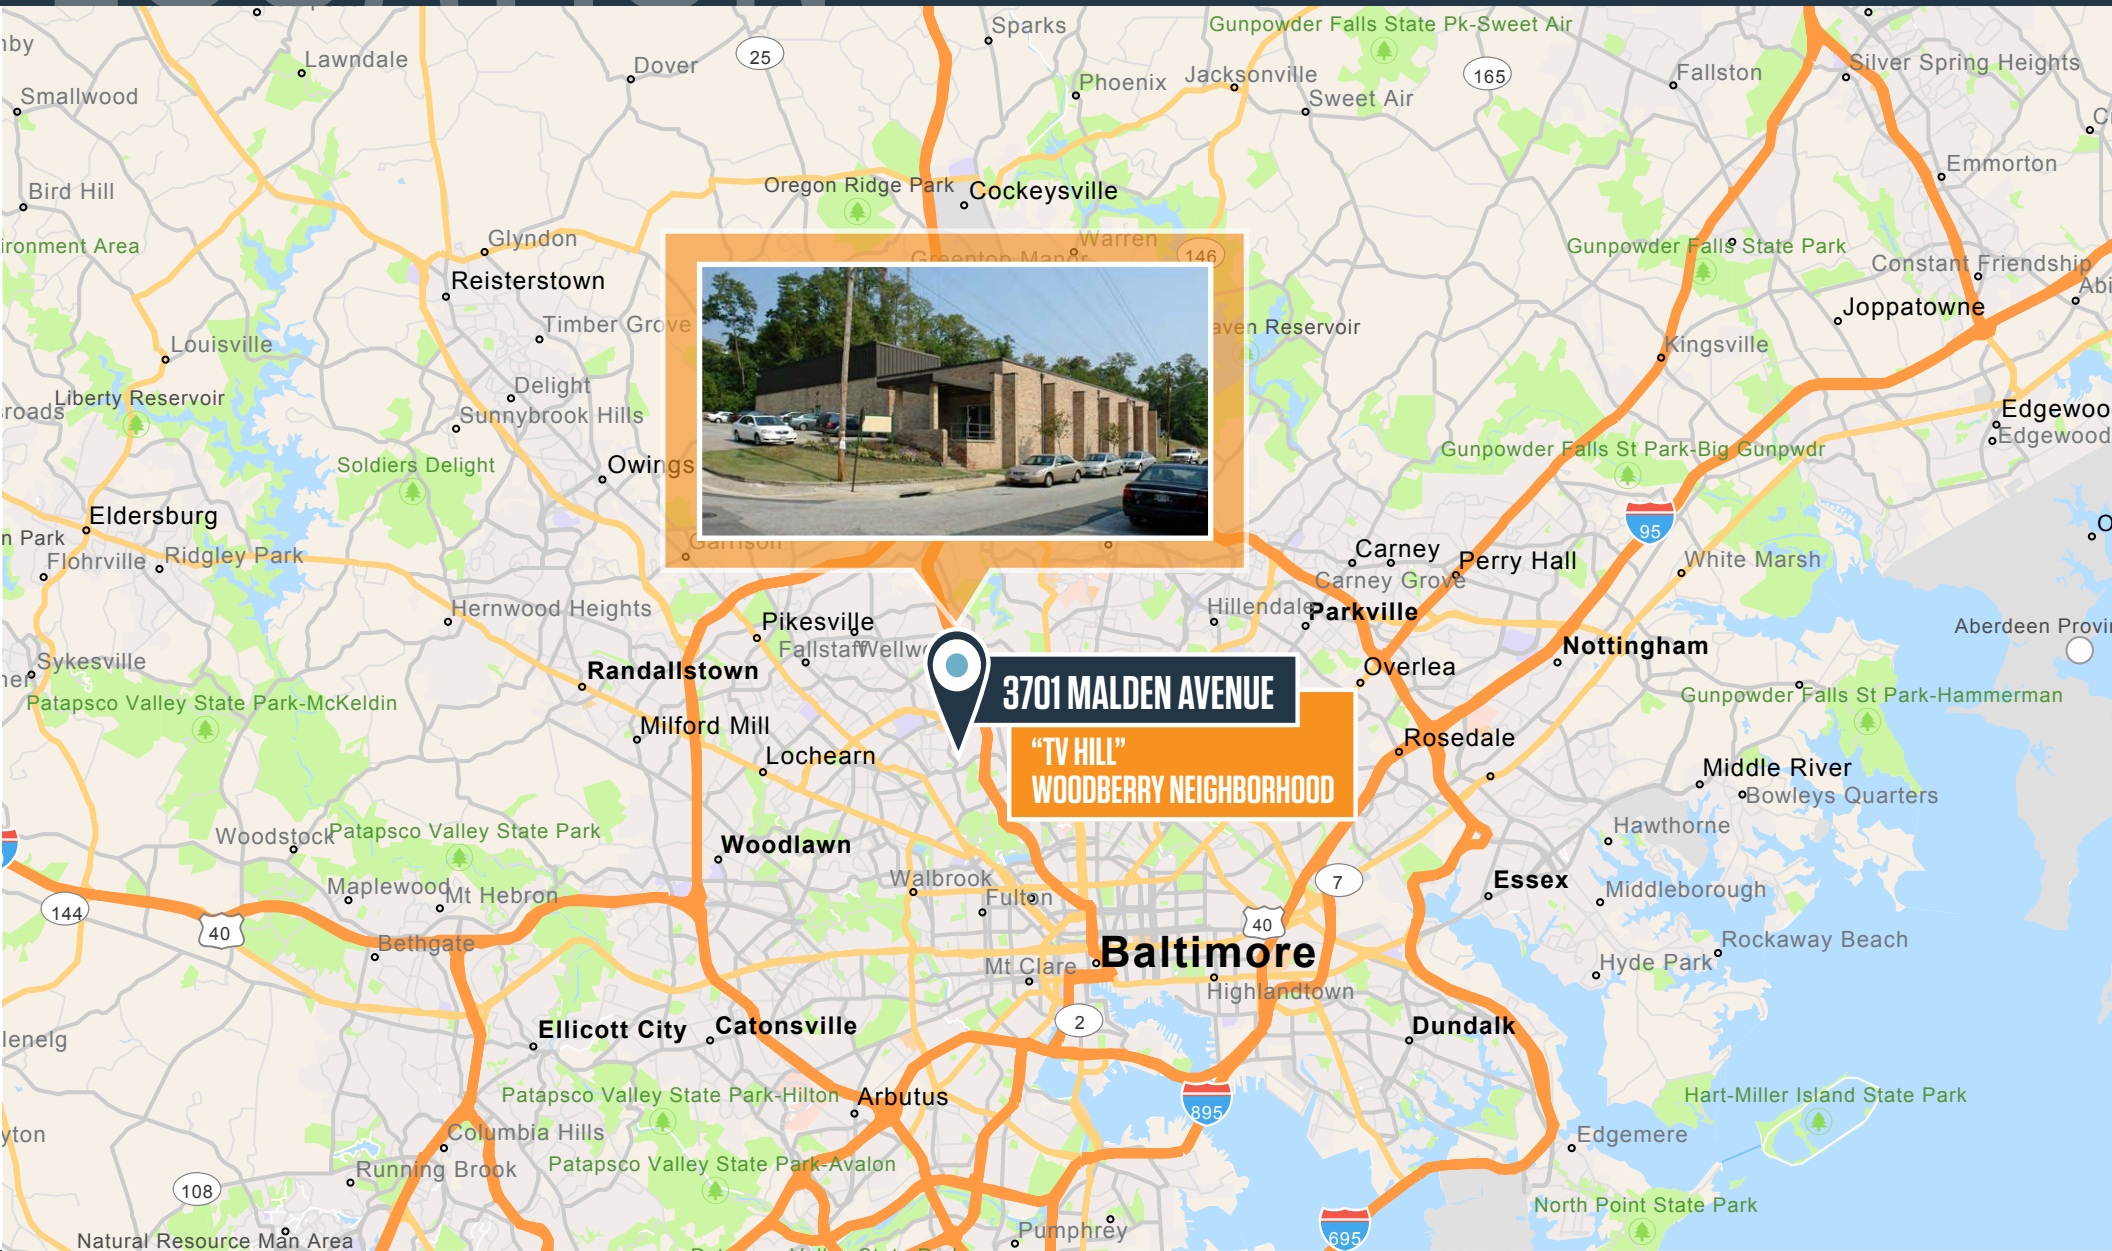 Lawndale
Dover
25
Sparks
Gunpowder Falls State Pk-Sweet Air
165
Fallston
Silver Spring Heights
Smallwood
Phoenix
Jacksonville
Sweet Air
Emmorton
Bird Hill
Oregon Ridge Park
Cockeysville
Glyndon
Warren
146
Gunpowder Falls State Park
Constant Friendship
Reisterstown
Greentop Manor
Joppatowne
Timber Grove
Louisville
Kingsville
Delight
Liberty Reservoir
Sunnybrook Hills
Gunpowder Falls St Park-Big Gunpwdr
Soldiers Delight
Owings
Eldersburg
95
Flohrville
Ridgley Park
Garrison
Carney
Perry Hall
White Marsh
Carney Grove
Hernwood Heights
Hillendale
Parkville
Pikesville
Fallstaff
Nottingham
Sykesville
Randallstown
Overlea
3701 MALDEN AVENUE
Patapsco Valley State Park-McKeldin
Gunpowder Falls St Park-Hammerman
Milford Mill
Lochearn
"TV HILL"
WOODBERRY NEIGHBORHOOD
Rosedale
Middle River
Bowleys Quarters
Woodstock
Patapsco Valley State Park
Woodlawn
Hawthorne
Maplewood
Mt Hebron
Walbrook
Fulton
7
Essex
Middleborough
144
40
40
Bethgate
Baltimore
Rockaway Beach
Mt Clare
Hyde Park
Highlandtown
2
Ellicott City
Catonsville
Dundalk
Patapsco Valley State Park-Hilton
Arbutus
895
Hart-Miller Island State Park
Columbia Hills
Edgemere
Running Brook
Patapsco Valley State Park-Avalon
108
North Point State Park
Natural Resource Man Area
Pumphrey
695